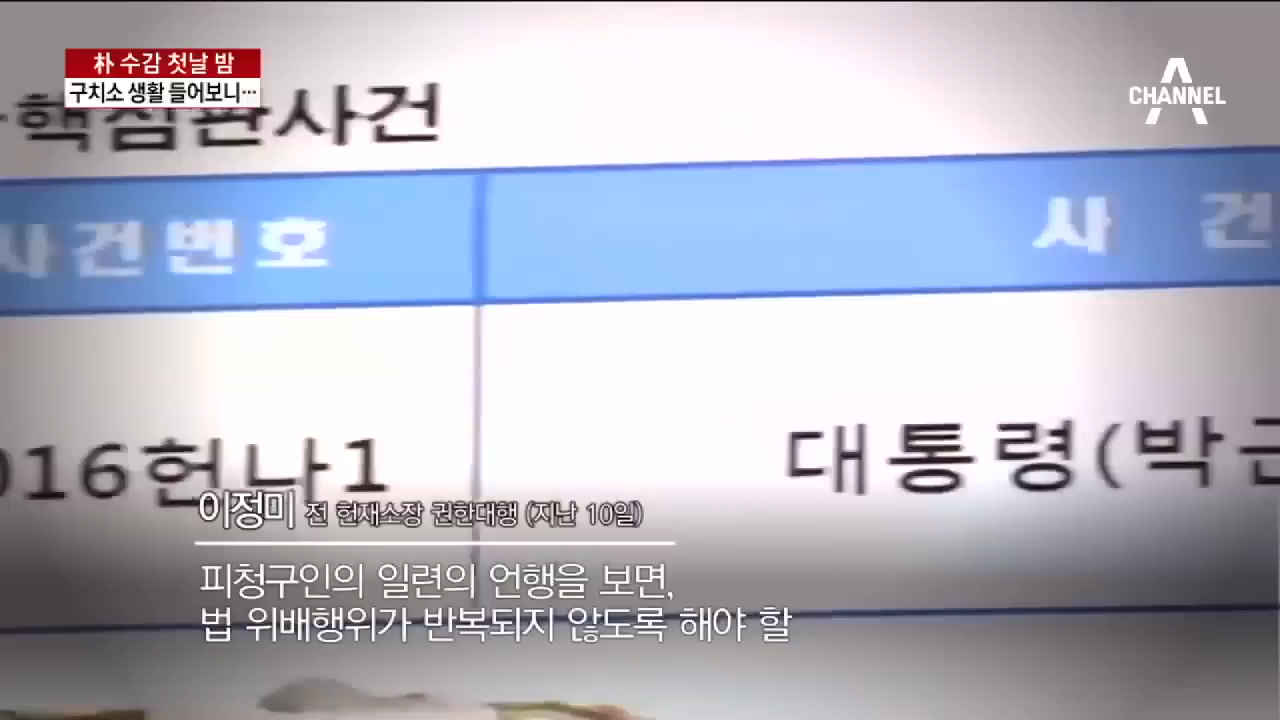 朴 수감 첫날 밤
구치소 생활 들어보니…
CHANNEL
핵심판사건
사건번호
사 건
016헌나1
대통령(박근
이정미 전 헌재소장 권한대행 (지난 10일)
피청구인의 일련의 언행을 보면,
법 위배행위가 반복되지 않도록 해야 할